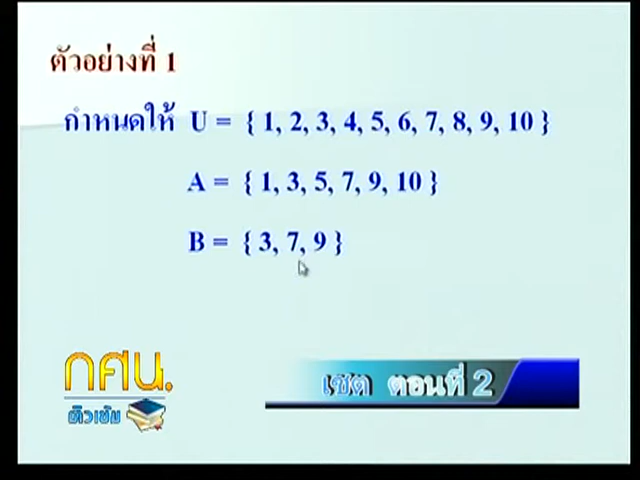 ตัวอย่างที่ 1
กำหนดให้ U = { 1, 2, 3, 4, 5, 6, 7, 8, 9, 10 }
A = { 1, 3, 5, 7, 9, 10 }
B = { 3, 7, 9 }
กศน.
ติวเข้ม
เซต ตอนที่ 2